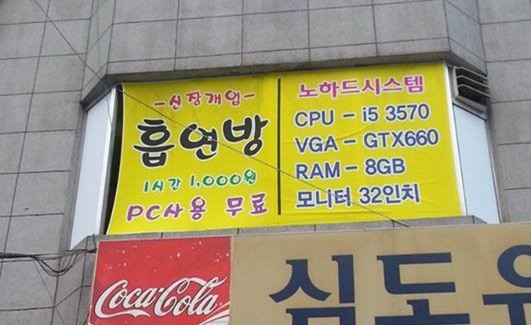 -신장개업-
흡연방
1시간 1,000원
PC사용 무료
노하드시스템
CPU - i5 3570
VGA - GTX660
RAM - 8GB
모니터 32인치
Coca-Cola
심도